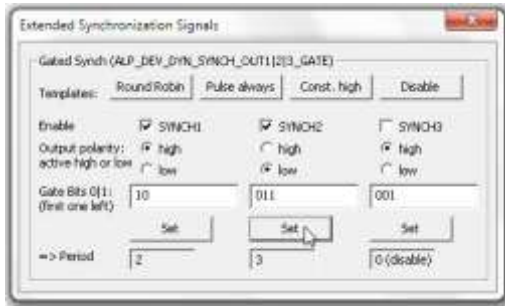 Extended Synchronization Signals
Gated Synch (ALP_DEV_DYN_SYNCH_OUT1|2|3_GATE)
Templates: Round Robin Pulse always Const. high Disable
Enable SYNCH1 SYNCH2 SYNCH3
Output polarity: high high high
active high or low low low low
Gate Bits 0|1: 10 011 001
(first one left)
Set Set Set
=> Period 2 3 0 (disable)